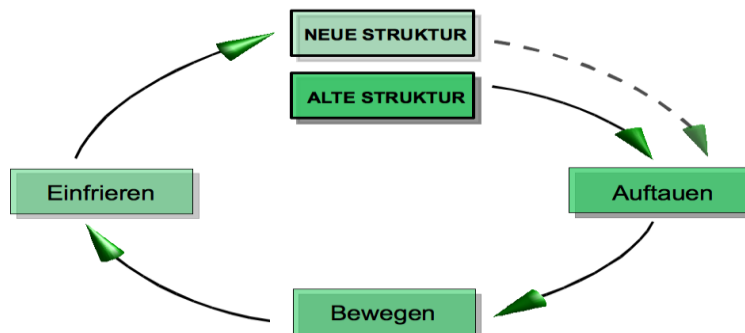 NEUE STRUKTUR
ALTE STRUKTUR
Einfrieren
Auftauen
Bewegen